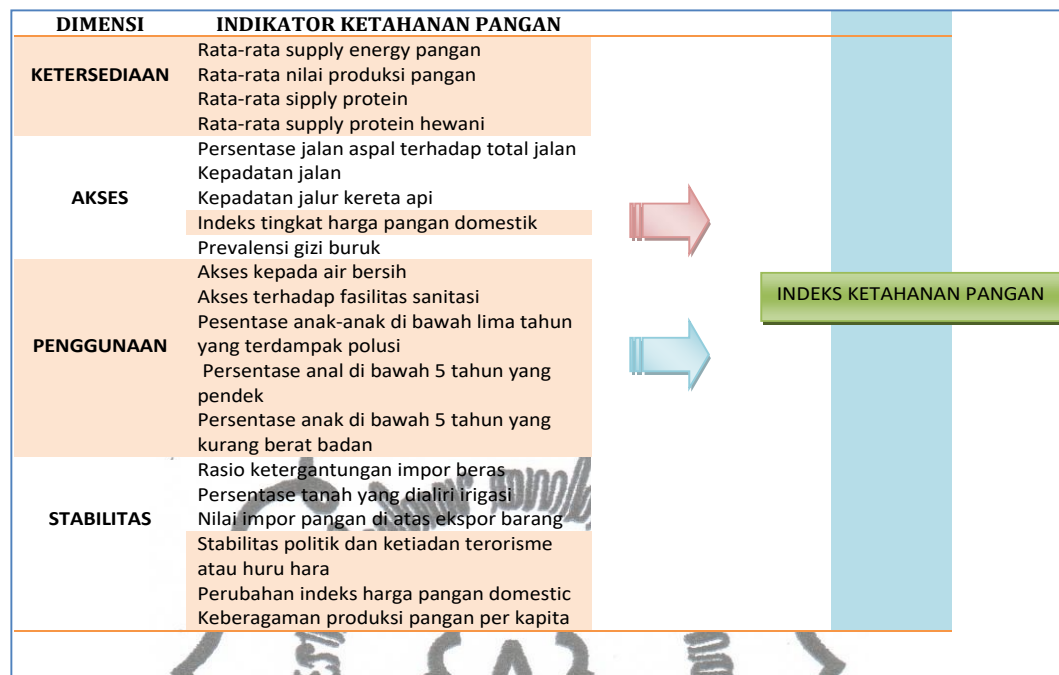 DIMENSI INDIKATOR KETAHANAN PANGAN
Rata-rata supply energy pangan
KETERSEDIAAN Rata-rata nilai produksi pangan
Rata-rata sipply protein
Rata-rata supply protein hewani
Persentase jalan aspal terhadap total jalan
Kepadatan jalan
AKSES Kepadatan jalur kereta api
Indeks tingkat harga pangan domestik
Prevalensi gizi buruk
Akses kepada air bersih
Akses terhadap fasilitas sanitasi
Pesentase anak-anak di bawah lima tahun
PENGGUNAAN yang terdampak polusi
Persentase anal di bawah 5 tahun yang
pendek
Persentase anak di bawah 5 tahun yang
kurang berat badan
Rasio ketergantungan impor beras
Persentase tanah yang dialiri irigasi
STABILITAS Nilai impor pangan di atas ekspor barang
Stabilitas politik dan ketiadan terorisme
atau huru hara
Perubahan indeks harga pangan domestic
Keberagaman produksi pangan per kapita
INDEKS KETAHANAN PANGAN